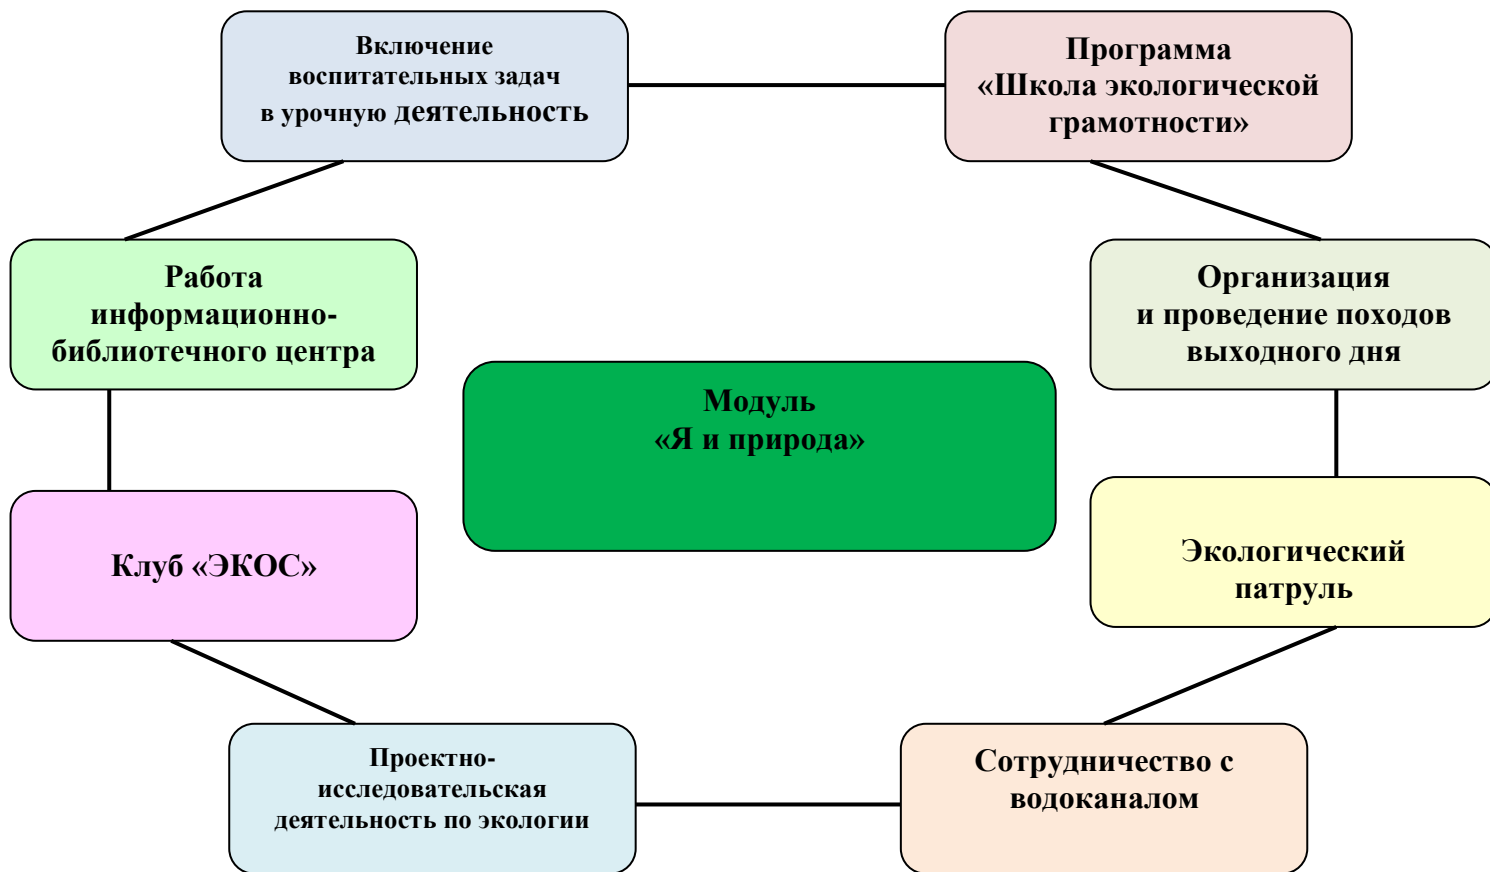 Включение
воспитательных задач
в урочную деятельность
Программа
«Школа экологической
грамотности»
Работа
информационно-
библиотечного центра
Организация
и проведение походов
выходного дня
Модуль
«Я и природа»
Клуб «ЭКОС»
Экологический
патруль
Проектно-
исследовательская
деятельность по экологии
Сотрудничество с
водоканалом